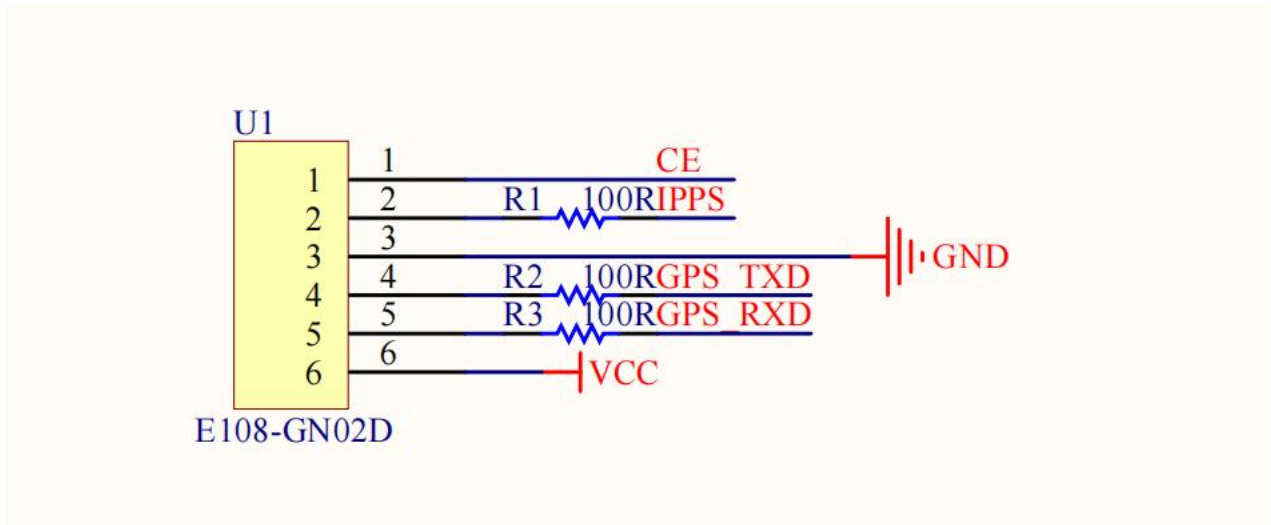 U1
1 1 CE
2 2 R1 100R IPPS
3 3 GND
4 4 R2 100R GPS_TXD
5 5 R3 100R GPS_RXD
6 6 VCC
E108-GN02D